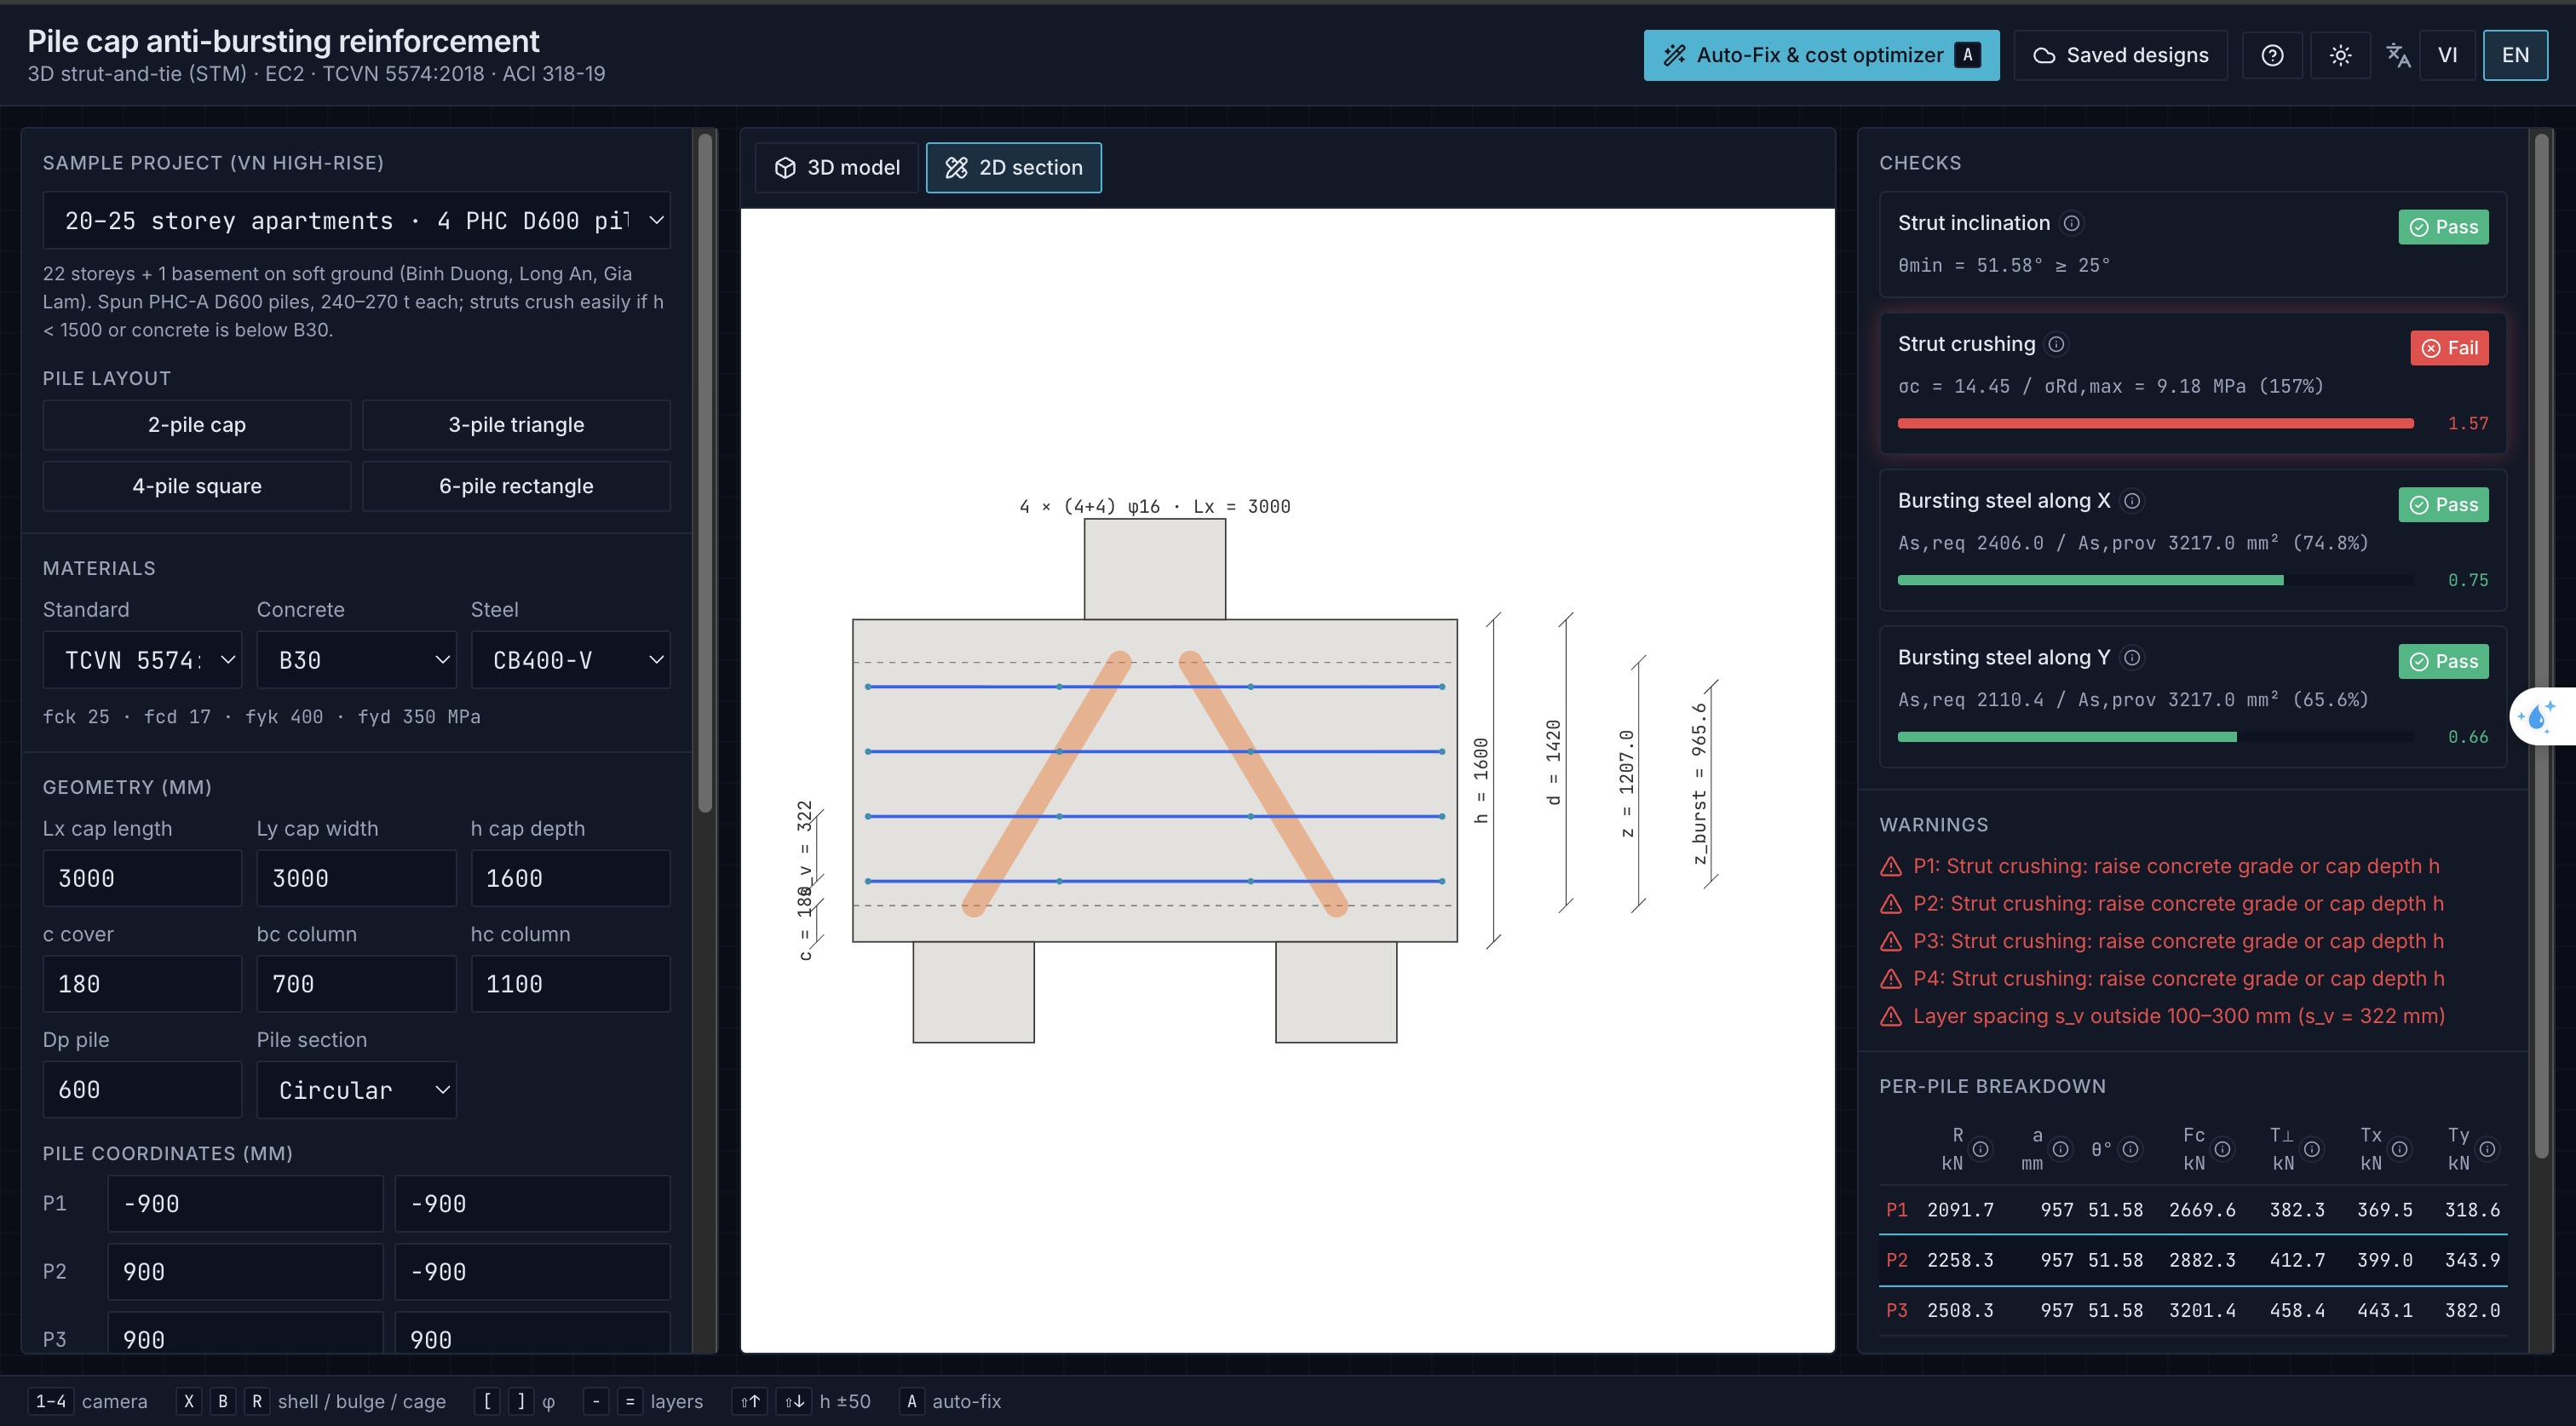 Pile cap anti-bursting reinforcement
3D strut-and-tie (STM) · EC2 · TCVN 5574:2018 · ACI 318-19
Auto-Fix & cost optimizer A
Saved designs
VI
EN
SAMPLE PROJECT (VN HIGH-RISE)
20–25 storey apartments · 4 PHC D600 pil
22 storeys + 1 basement on soft ground (Binh Duong, Long An, Gia
Lam). Spun PHC-A D600 piles, 240–270 t each; struts crush easily if h
< 1500 or concrete is below B30.
PILE LAYOUT
2-pile cap
3-pile triangle
4-pile square
6-pile rectangle
MATERIALS
Standard Concrete Steel
TCVN 5574: B30 CB400-V
fck 25 · fcd 17 · fyk 400 · fyd 350 MPa
GEOMETRY (MM)
Lx cap length Ly cap width h cap depth
3000 3000 1600
c cover bc column hc column
180 700 1100
Dp pile Pile section
600 Circular
PILE COORDINATES (MM)
P1 -900 -900
P2 900 -900
P3 900 900
3D model
2D section
4 × (4+4) φ16 · Lx = 3000
s_v = 322
c = 180
h = 1600
d = 1420
z = 1207.0
z_burst = 965.6
CHECKS
Strut inclination
Pass
θmin = 51.58° ≥ 25°
Strut crushing
Fail
σc = 14.45 / σRd,max = 9.18 MPa (157%)
1.57
Bursting steel along X
Pass
As,req 2406.0 / As,prov 3217.0 mm² (74.8%)
0.75
Bursting steel along Y
Pass
As,req 2110.4 / As,prov 3217.0 mm² (65.6%)
0.66
WARNINGS
P1: Strut crushing: raise concrete grade or cap depth h
P2: Strut crushing: raise concrete grade or cap depth h
P3: Strut crushing: raise concrete grade or cap depth h
P4: Strut crushing: raise concrete grade or cap depth h
Layer spacing s_v outside 100–300 mm (s_v = 322 mm)
PER-PILE BREAKDOWN
R a θ° Fc T⊥ Tx Ty
kN mm kN kN kN kN
P1 2091.7 957 51.58 2669.6 382.3 369.5 318.6
P2 2258.3 957 51.58 2882.3 412.7 399.0 343.9
P3 2508.3 957 51.58 3201.4 458.4 443.1 382.0
1–4 camera X B R shell / bulge / cage [ ] φ - = layers ⇧↑ ⇧↓ h ±50 A auto-fix